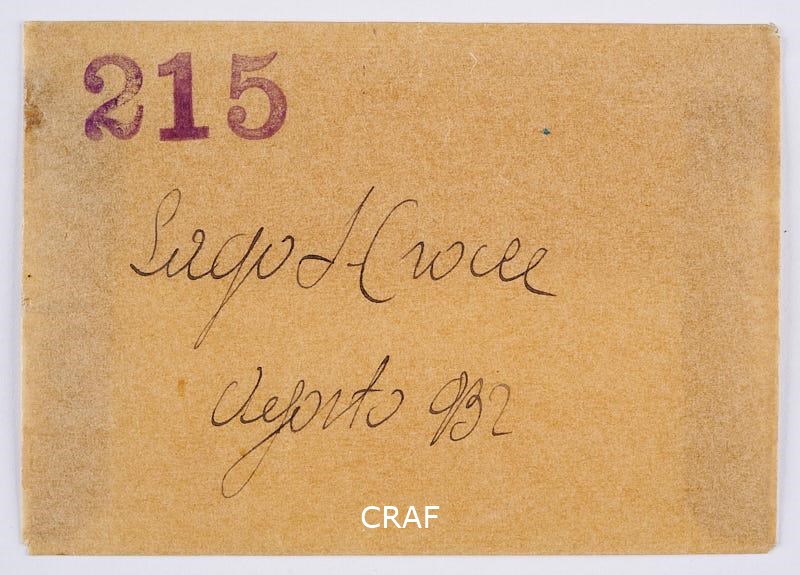 215
Lago S. Croce
Agosto 932
CRAF